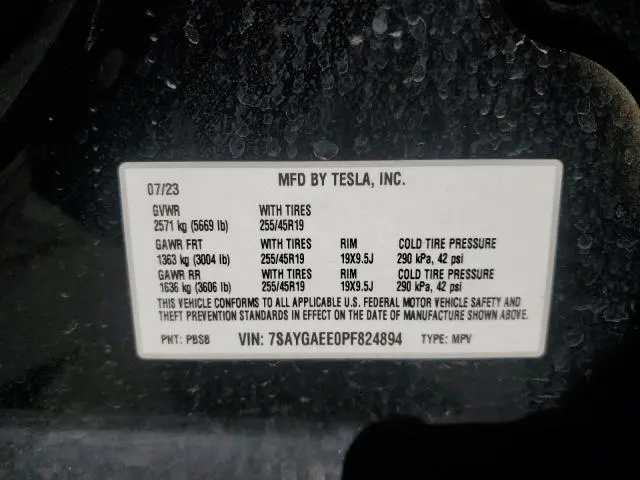 07/23 MFD BY TESLA, INC.
GVWR WITH TIRES
2571 kg (5669 lb) 255/45R19
GAWR FRT WITH TIRES RIM COLD TIRE PRESSURE
1363 kg (3004 lb) 255/45R19 19X9.5J 290 kPa, 42 psi
GAWR RR WITH TIRES RIM COLD TIRE PRESSURE
1636 kg (3606 lb) 255/45R19 19X9.5J 290 kPa, 42 psi
THIS VEHICLE CONFORMS TO ALL APPLICABLE U.S. FEDERAL MOTOR VEHICLE SAFETY AND
THEFT PREVENTION STANDARDS IN EFFECT ON THE DATE OF MANUFACTURE SHOWN ABOVE.
PNT: PBSB VIN: 7SAYGAEE0PF824894 TYPE: MPV